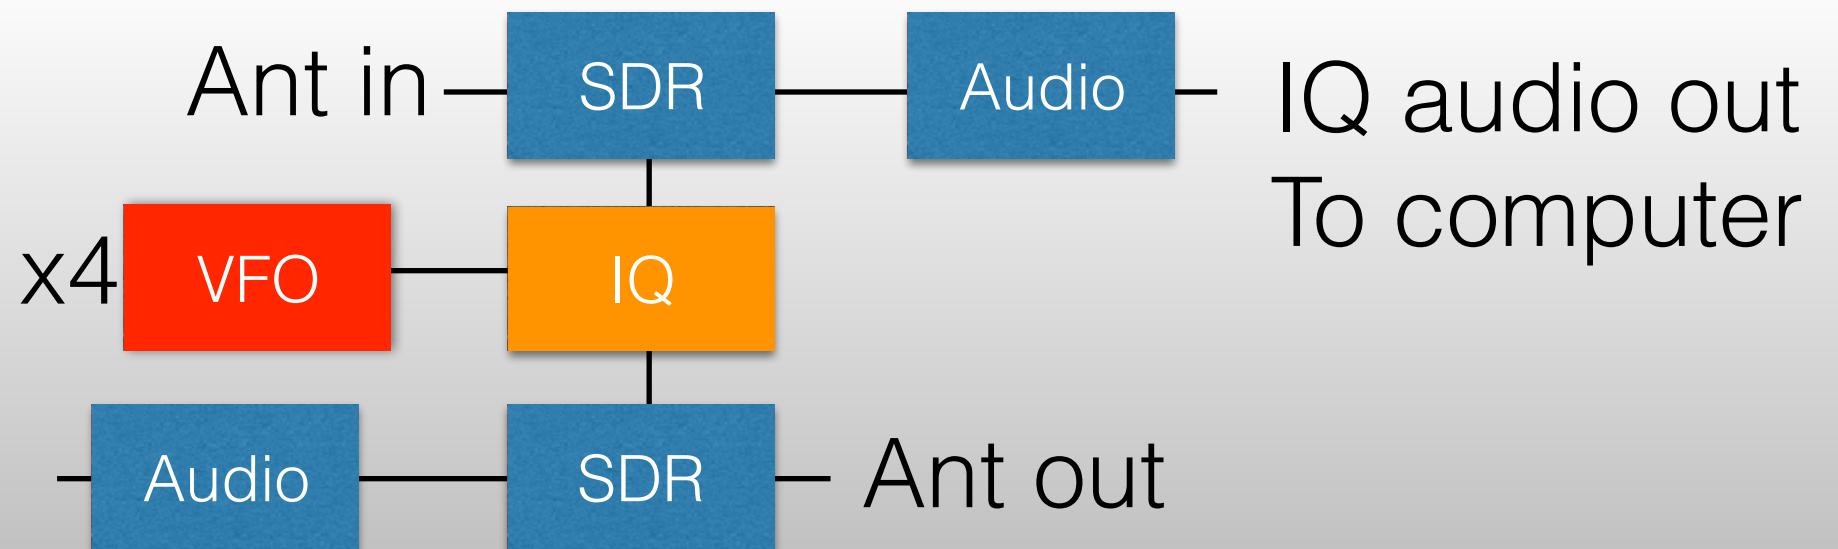 Ant in
SDR
Audio
IQ audio out
To computer
x4
VFO
IQ
Audio
SDR
Ant out